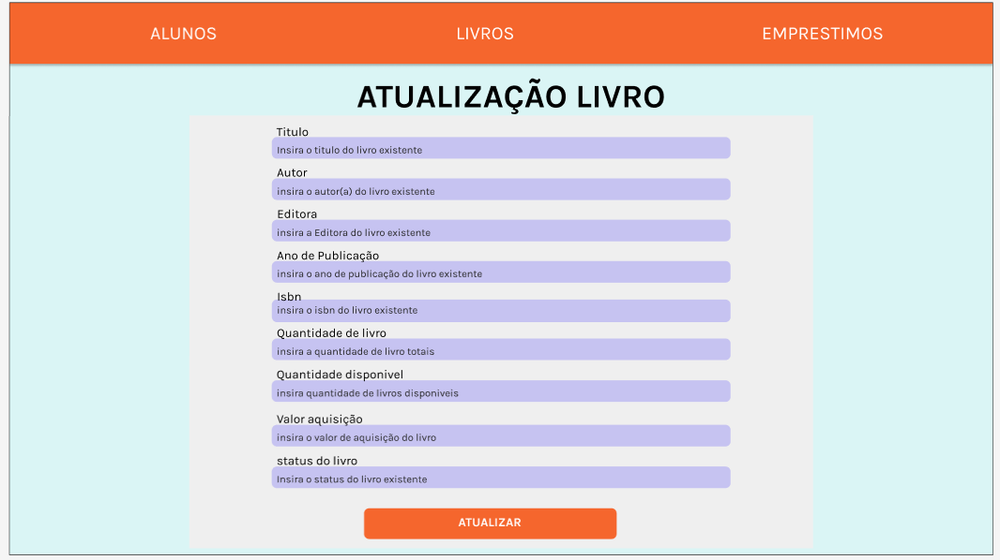 ALUNOS LIVROS EMPRESTIMOS
ATUALIZAÇÃO LIVRO
Titulo
Insira o titulo do livro existente
Autor
insira o autor(a) do livro existente
Editora
insira a Editora do livro existente
Ano de Publicação
insira o ano de publicação do livro existente
Isbn
insira o isbn do livro existente
Quantidade de livro
insira a quantidade de livro totais
Quantidade disponivel
insira quantidade de livros disponiveis
Valor aquisição
insira o valor de aquisição do livro
status do livro
Insira o status do livro existente
ATUALIZAR